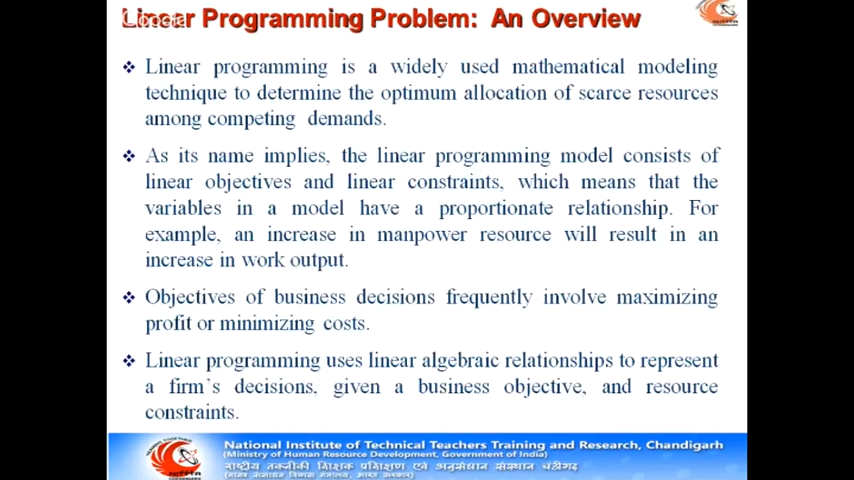 Linear Programming Problem: An Overview
Linear programming is a widely used mathematical modeling
technique to determine the optimum allocation of scarce resources
among competing demands.
As its name implies, the linear programming model consists of
linear objectives and linear constraints, which means that the
variables in a model have a proportionate relationship. For
example, an increase in manpower resource will result in an
increase in work output.
Objectives of business decisions frequently involve maximizing
profit or minimizing costs.
Linear programming uses linear algebraic relationships to represent
a firm's decisions, given a business objective, and resource
constraints.
National Institute of Technical Teachers Training and Research, Chandigarh
(Ministry of Human Resource Development, Government of India)
राष्ट्रीय तकनीकी शिक्षक प्रशिक्षण एवं अनुसंधान संस्थान चंडीगढ़
(मानव संसाधन विकास मंत्रालय, भारत सरकार)